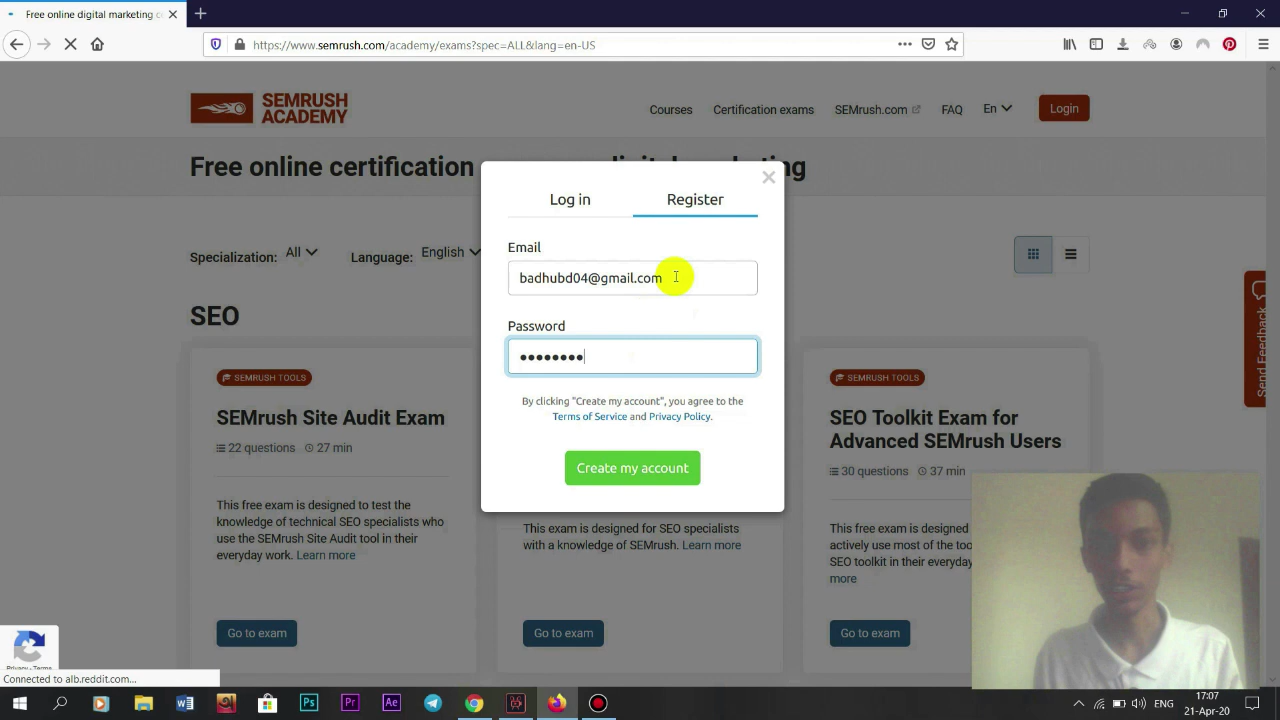 Free online digital marketing c
https://www.semrush.com/academy/exams?spec=ALL&lang=en-US
SEMRUSH
ACADEMY
Courses
Certification exams
SEMrush.com
FAQ
En
Login
Free online certification
ng
Specialization:
All
Language:
English
Log in
Register
Email
badhubd04@gmail.com
Password
By clicking "Create my account", you agree to the
Terms of Service and Privacy Policy.
Create my account
Send Feedback
SEO
SEMRUSH TOOLS
SEMrush Site Audit Exam
22 questions
27 min
This free exam is designed to test the
knowledge of technical SEO specialists who
use the SEMrush Site Audit tool in their
everyday work. Learn more
Go to exam
This exam is designed for SEO specialists
with a knowledge of SEMrush. Learn more
Go to exam
SEMRUSH TOOLS
SEO Toolkit Exam for
Advanced SEMrush Users
30 questions
37 min
This free exam is designed
actively use most of the too
SEO toolkit in their everyday
more
Go to exam
Privacy - Terms
Connected to alb.reddit.com...
Ps
Pr
Ae
ENG
17:07
21-Apr-20